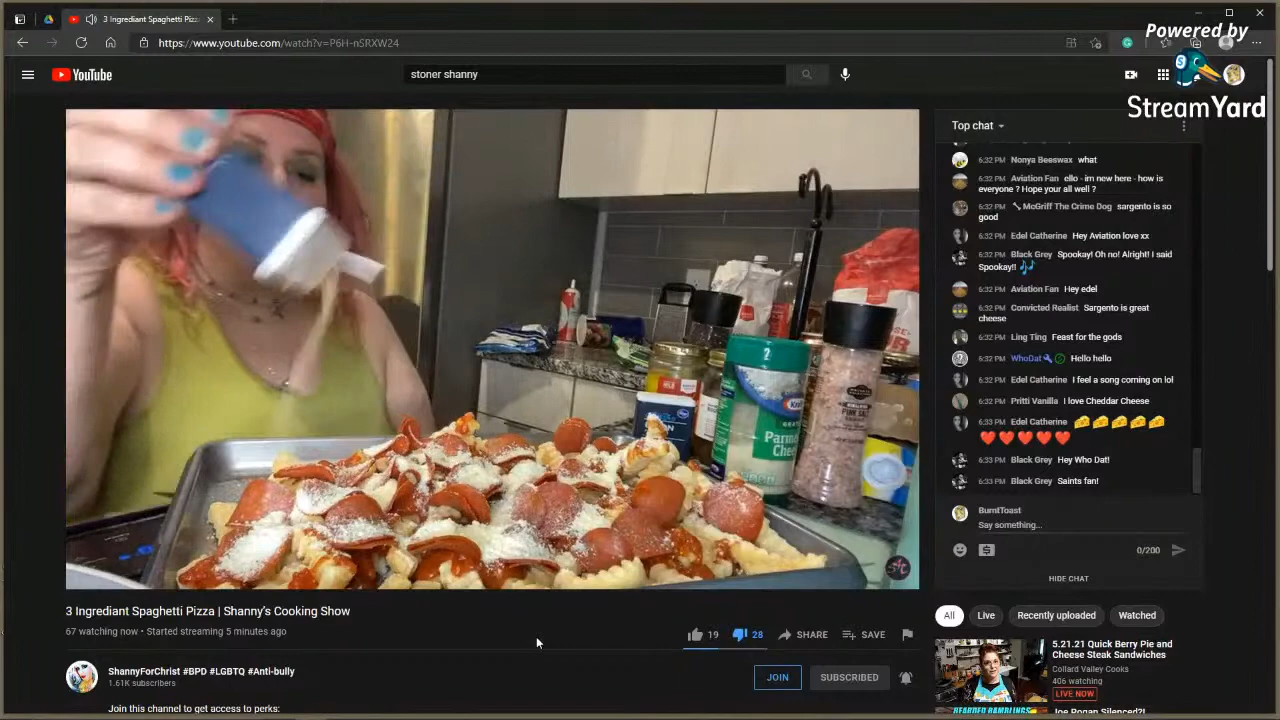 3 Ingrediant Spaghetti Pizz
https://www.youtube.com/watch?v=P6H-nSRXW24
Powered by
StreamYard
YouTube
stoner shanny
Top chat
6:32 PM Nonya Beeswax what
6:32 PM Aviation Fan ello - im new here - how is
everyone ? Hope your all well ?
6:32 PM McGriff The Crime Dog sargento is so
good
6:32 PM Edel Catherine Hey Aviation love xx
6:32 PM Black Grey Spookay! Oh no! Alright! I said
Spookay!!
6:32 PM Aviation Fan Hey edel
6:32 PM Convicted Realist Sargento is great
cheese
6:32 PM Ling Ting Feast for the gods
6:32 PM WhoDat Hello hello
6:32 PM Edel Catherine I feel a song coming on lol
6:32 PM Pritti Vanilla I love Cheddar Cheese
6:33 PM Edel Catherine
6:33 PM Black Grey Hey Who Dat!
6:33 PM Black Grey Saints fan!
BurntToast
Say something...
0/200
HIDE CHAT
Kra
Parm
Chee
3 Ingrediant Spaghetti Pizza | Shanny's Cooking Show
67 watching now • Started streaming 5 minutes ago
19
28
SHARE
SAVE
ShannyForChrist #BPD #LGBTQ #Anti-bully
1.61K subscribers
JOIN
SUBSCRIBED
Join this channel to get access to perks:
All
Live
Recently uploaded
Watched
5.21.21 Quick Berry Pie and
Cheese Steak Sandwiches
Collard Valley Cooks
406 watching
LIVE NOW
BEARDED RAMBLINGS
Joe Rogan Silenced?!